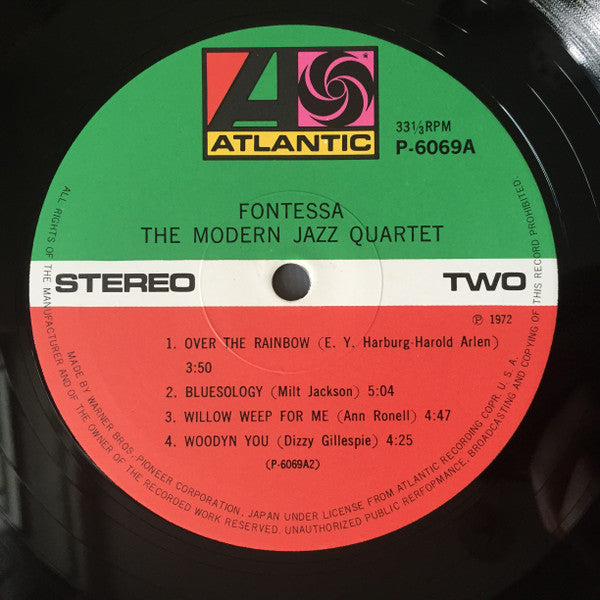 ATLANTIC
33⅓RPM
P-6069A
FONTESSA
THE MODERN JAZZ QUARTET
STEREO
TWO
℗ 1972
1. OVER THE RAINBOW (E. Y. Harburg-Harold Arlen)
3:50
2. BLUESOLOGY (Milt Jackson) 5:04
3. WILLOW WEEP FOR ME (Ann Ronell) 4:47
4. WOODYN YOU (Dizzy Gillespie) 4:25
(P-6069A2)
ALL RIGHTS OF THE MANUFACTURER AND OF THE OWNER OF THE RECORDED WORK RESERVED. UNAUTHORIZED PUBLIC RERFOPMANCE, BROADCASTING AND COPYING OF THIS RECORD PROHIBITED.
MADE BY WARNER BROS.-PIONEER CORPORATION, JAPAN UNDER LICENSE FROM ATLANTIC RECORDING COPR. U. S. A.